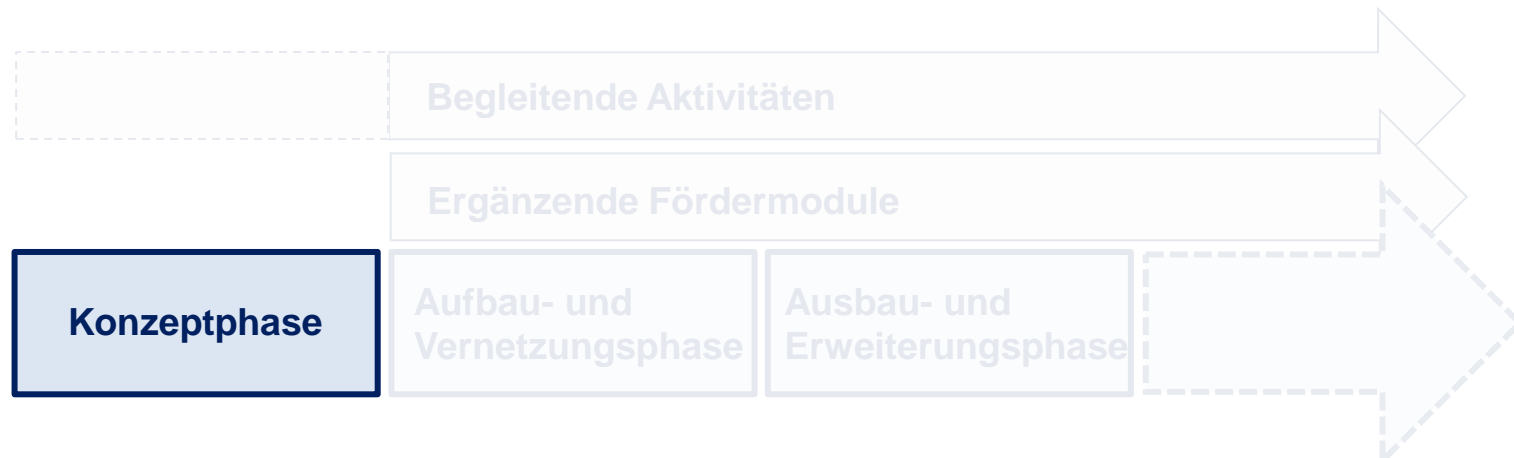 Begleitende Aktivitäten
Ergänzende Fördermodule
Konzeptphase
Aufbau- und
Vernetzungsphase
Ausbau- und
Erweiterungsphase